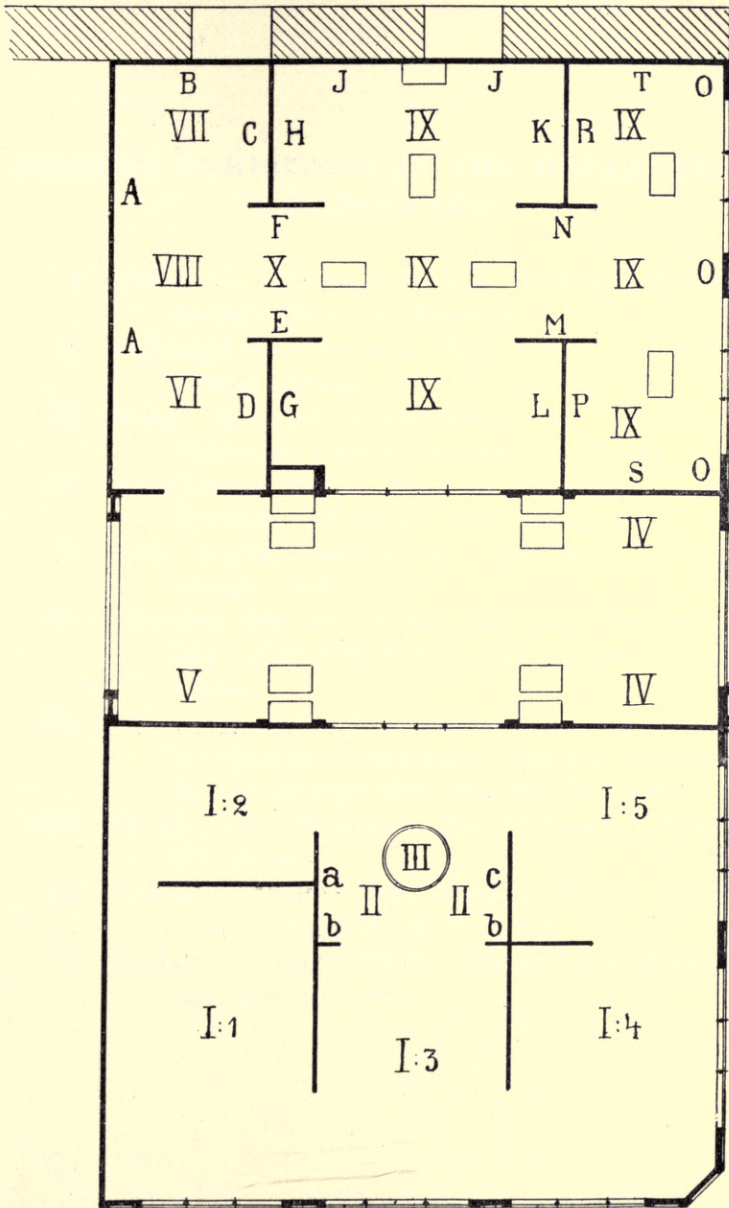 B J J T O
VII C H IX K R IX
A
F N
VIII X IX IX O
A E M
VI D G IX L P IX
S O
IV
V IV
I:2 I:5
III
a c
II II
b b
I:1 I:4
I:3